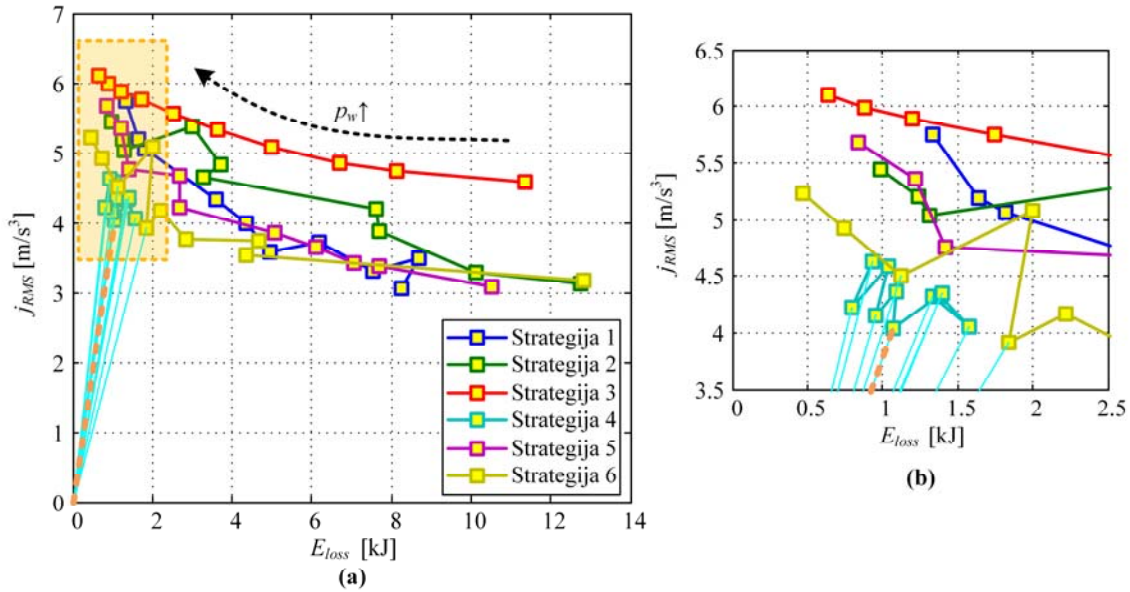 7
6
5
4
3
2
1
0
j_RMS [m/s³]
p_w↑
Strategija 1
Strategija 2
Strategija 3
Strategija 4
Strategija 5
Strategija 6
0 2 4 6 8 10 12 14
E_loss [kJ]
(a)
6.5
6
5.5
5
4.5
4
3.5
j_RMS [m/s³]
0 0.5 1 1.5 2 2.5
E_loss [kJ]
(b)